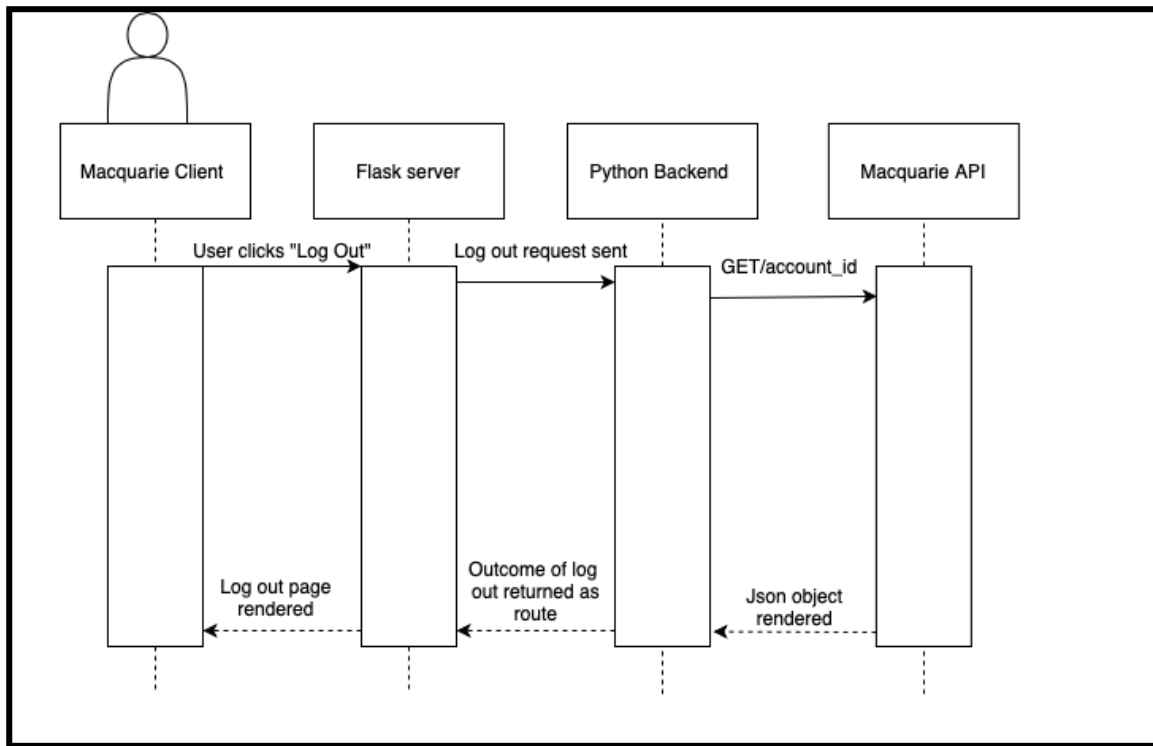 Macquarie Client
Flask server
Python Backend
Macquarie API
User clicks "Log Out"
Log out request sent
GET/account_id
Log out page
rendered
Outcome of log
out returned as
route
Json object
rendered